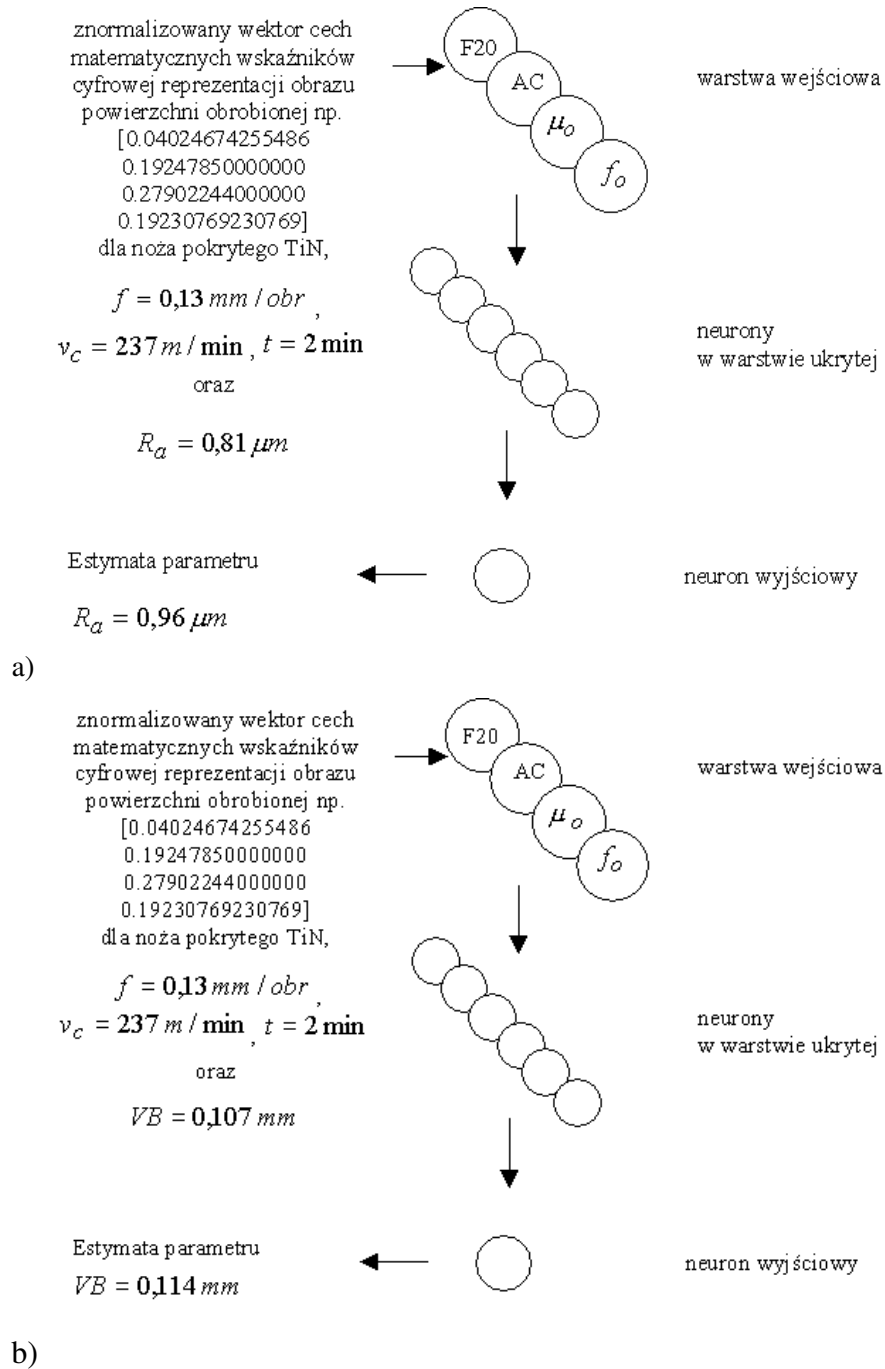 znormalizowany wektor cech
matematycznych wskaźników
cyfrowej reprezentacji obrazu
powierzchni obrobionej np.
[0.04024674255486
0.19247850000000
0.27902244000000
0.19230769230769]
dla noża pokrytego TiN,
f = 0,13 mm / obr ,
v_c = 237 m / min , t = 2 min
oraz
R_a = 0,81 μm
F20
AC
μ_o
f_o
warstwa wejściowa
neurony
w warstwie ukrytej
Estymata parametru
R_a = 0,96 μm
neuron wyjściowy
a)
znormalizowany wektor cech
matematycznych wskaźników
cyfrowej reprezentacji obrazu
powierzchni obrobionej np.
[0.04024674255486
0.19247850000000
0.27902244000000
0.19230769230769]
dla noża pokrytego TiN,
f = 0,13 mm / obr ,
v_c = 237 m / min , t = 2 min
oraz
VB = 0,107 mm
F20
AC
μ_o
f_o
warstwa wejściowa
neurony
w warstwie ukrytej
Estymata parametru
VB = 0,114 mm
neuron wyjściowy
b)